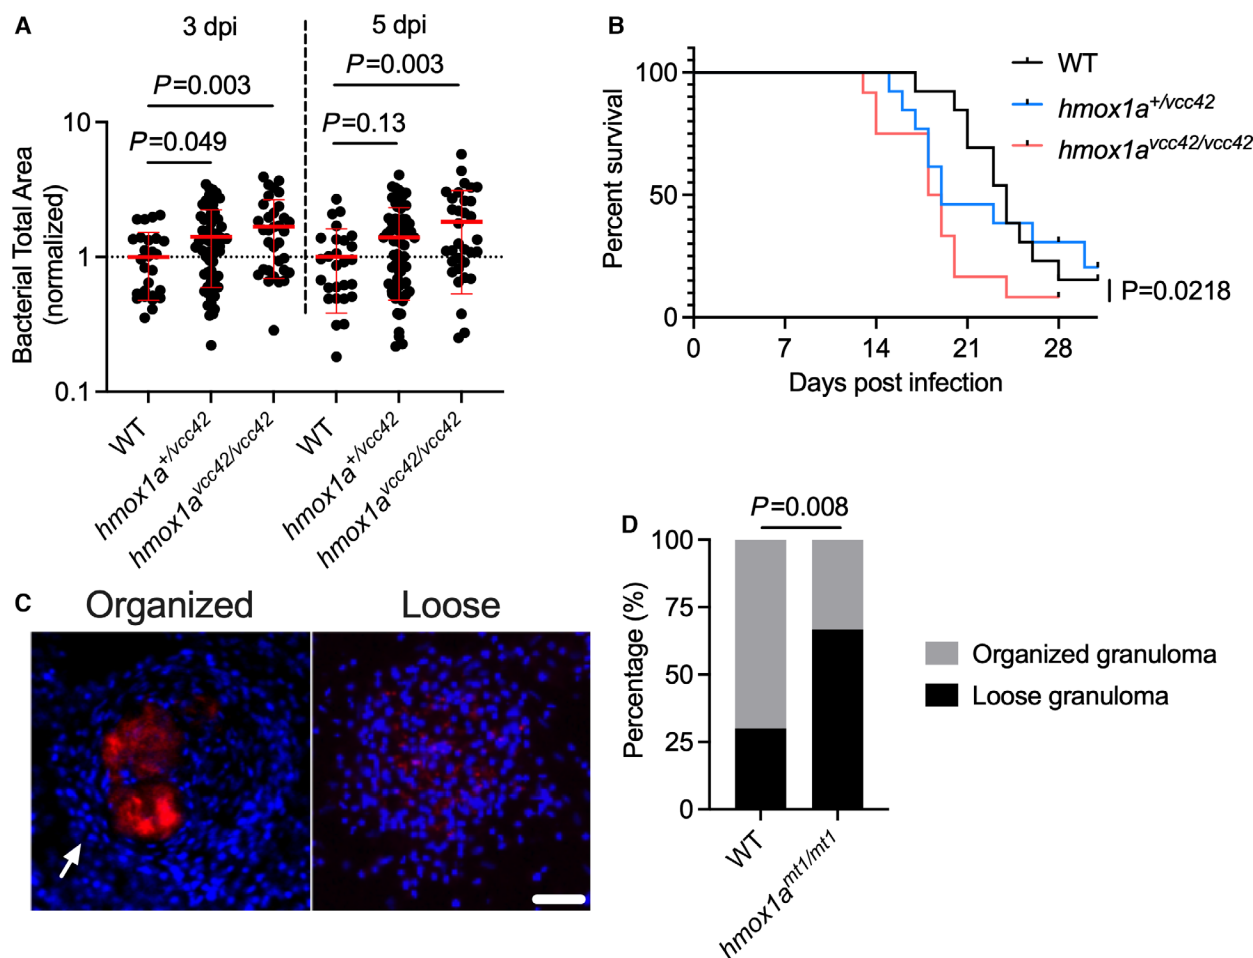 A
3 dpi
5 dpi
P=0.003
P=0.003
P=0.049
P=0.13
10
1
0.1
Bacterial Total Area
(normalized)
WT
hmox1a+/vcc42
hmox1avcc42/vcc42
WT
hmox1a+/vcc42
hmox1avcc42/vcc42
B
WT
hmox1a+/vcc42
hmox1avcc42/vcc42
100
50
0
Percent survival
P=0.0218
0
7
14
21
28
Days post infection
C
Organized
Loose
D
P=0.008
100
75
50
25
0
Percentage (%)
WT
hmox1amt1/mt1
Organized granuloma
Loose granuloma